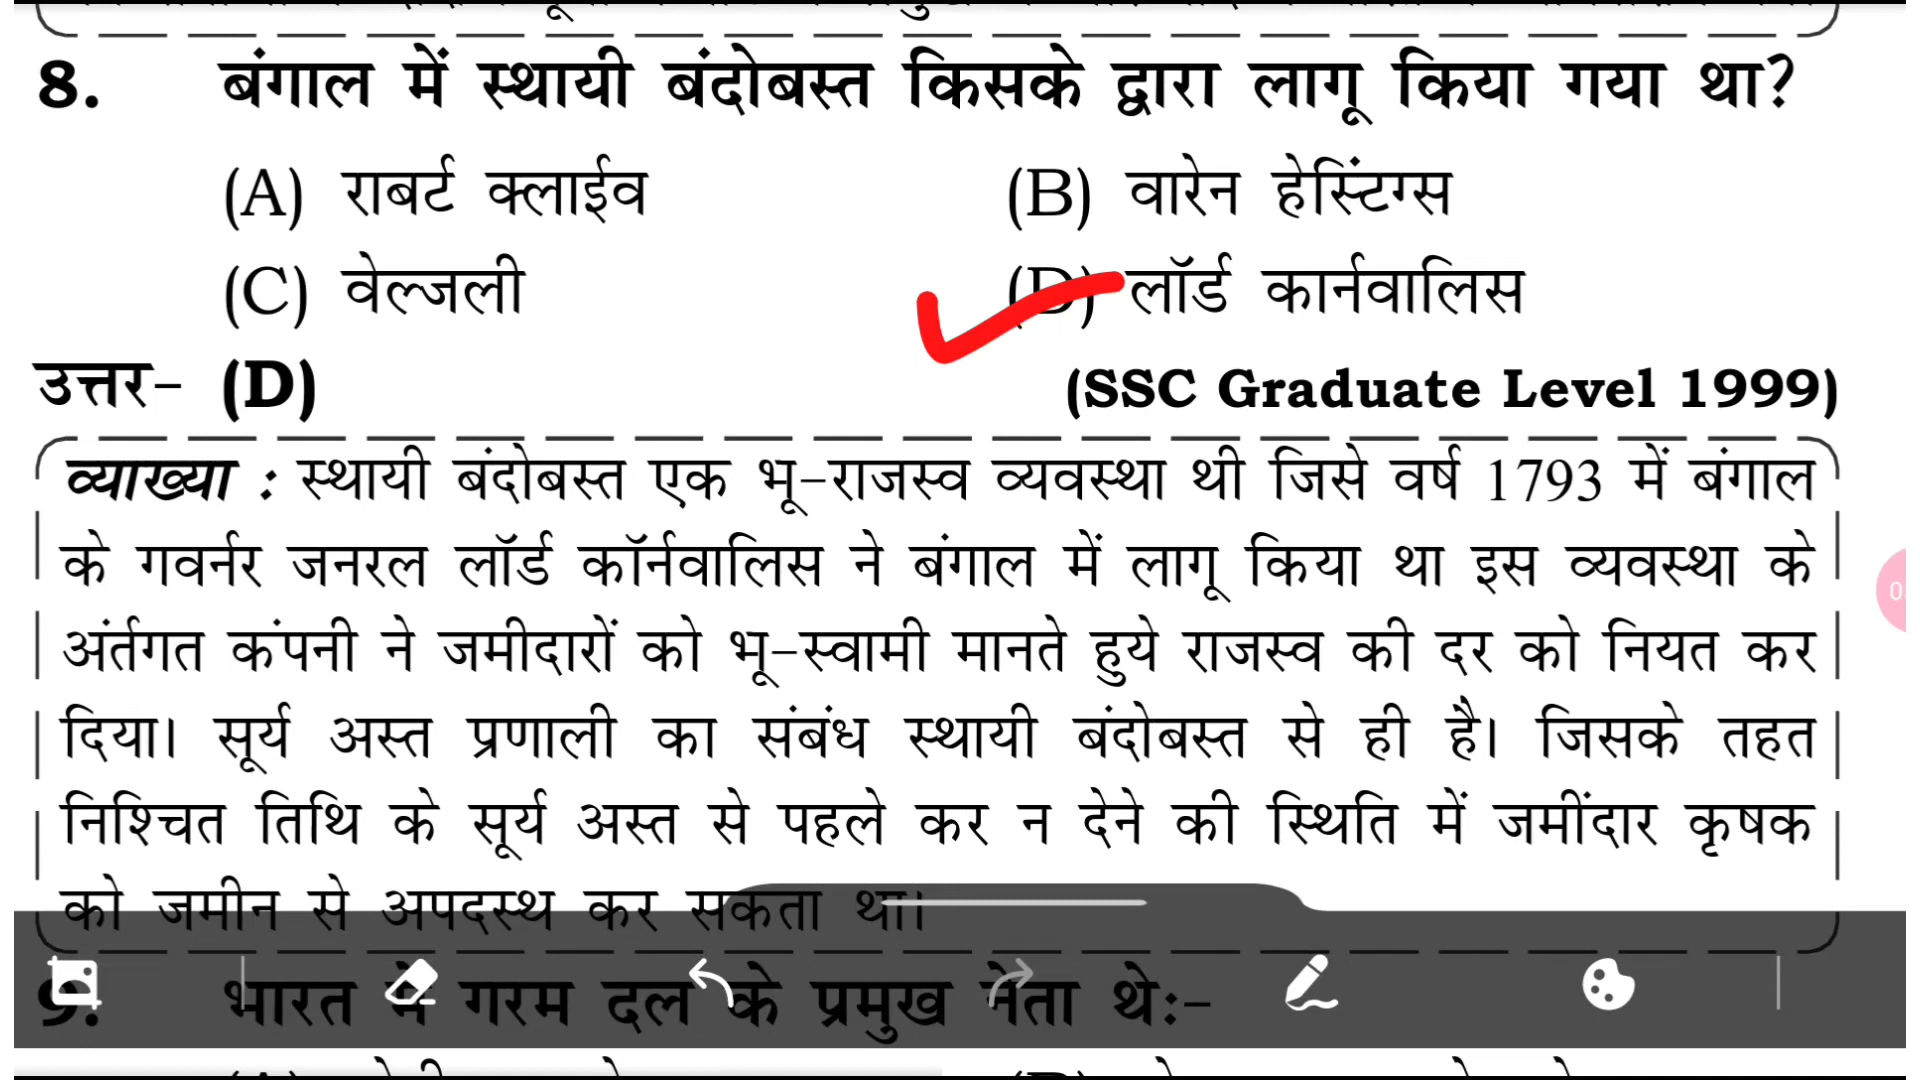 8. बंगाल में स्थायी बंदोबस्त किसके द्वारा लागू किया गया था?
(A) राबर्ट क्लाईव (B) वारेन हेस्टिंग्स
(C) वेल्जली (D) लॉर्ड कार्नवालिस
उत्तर– (D) (SSC Graduate Level 1999)
व्याख्या : स्थायी बंदोबस्त एक भू–राजस्व व्यवस्था थी जिसे वर्ष 1793 में बंगाल
के गवर्नर जनरल लॉर्ड कॉर्नवालिस ने बंगाल में लागू किया था इस व्यवस्था के
अंर्तगत कंपनी ने जमीदारों को भू–स्वामी मानते हुये राजस्व की दर को नियत कर
दिया। सूर्य अस्त प्रणाली का संबंध स्थायी बंदोबस्त से ही है। जिसके तहत
निश्चित तिथि के सूर्य अस्त से पहले कर न देने की स्थिति में जमींदार कृषक
को जमीन से अपदस्थ कर सकता था।
9. भारत में गरम दल के प्रमुख नेता थेः–